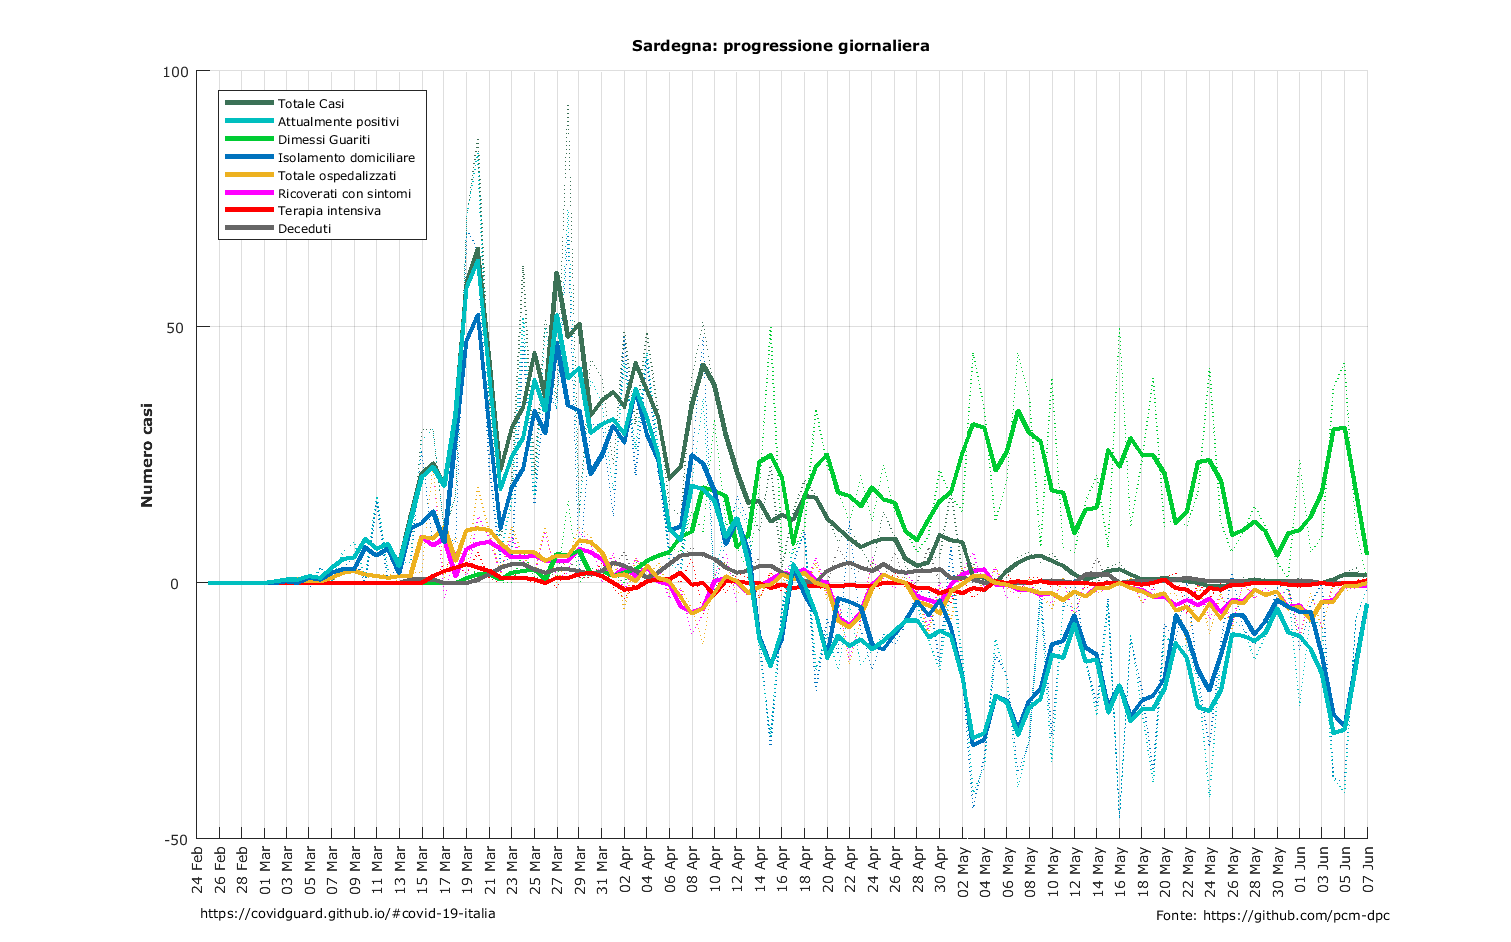 Sardegna: progressione giornaliera
Numero casi
100
50
0
-50
Totale Casi
Attualmente positivi
Dimessi Guariti
Isolamento domiciliare
Totale ospedalizzati
Ricoverati con sintomi
Terapia intensiva
Deceduti
24 Feb
26 Feb
28 Feb
01 Mar
03 Mar
05 Mar
07 Mar
09 Mar
11 Mar
13 Mar
15 Mar
17 Mar
19 Mar
21 Mar
23 Mar
25 Mar
27 Mar
29 Mar
31 Mar
02 Apr
04 Apr
06 Apr
08 Apr
10 Apr
12 Apr
14 Apr
16 Apr
18 Apr
20 Apr
22 Apr
24 Apr
26 Apr
28 Apr
30 Apr
02 May
04 May
06 May
08 May
10 May
12 May
14 May
16 May
18 May
20 May
22 May
24 May
26 May
28 May
30 May
01 Jun
03 Jun
05 Jun
07 Jun
https://covidguard.github.io/#covid-19-italia
Fonte: https://github.com/pcm-dpc